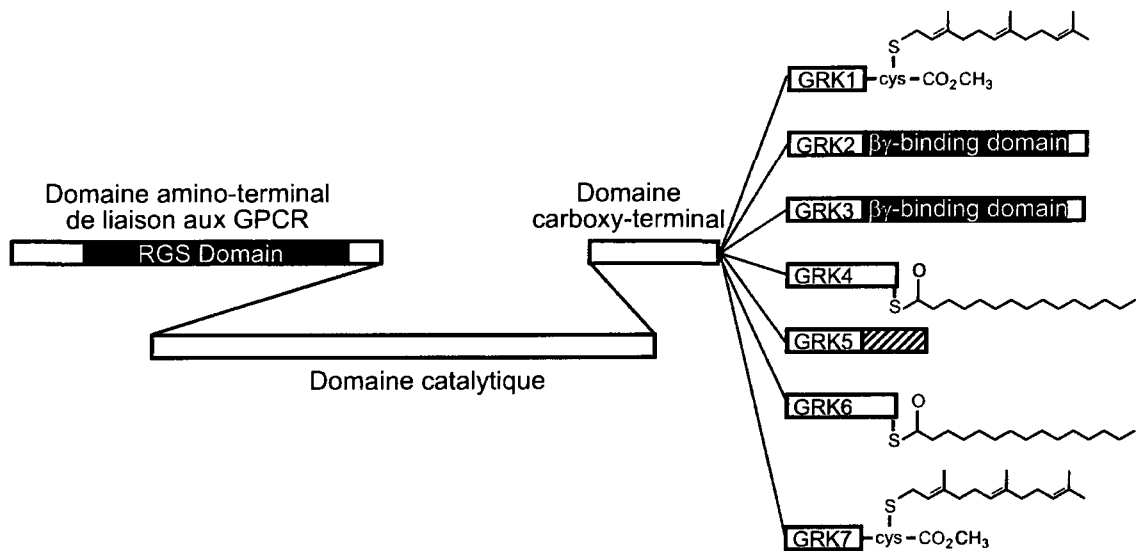 Domaine amino-terminal
de liaison aux GPCR
RGS Domain
Domaine catalytique
Domaine
carboxy-terminal
S
GRK1 cys-CO₂CH₃
GRK2 βγ-binding domain
GRK3 βγ-binding domain
GRK4
O
S
GRK5
GRK6
O
S
S
GRK7 cys-CO₂CH₃